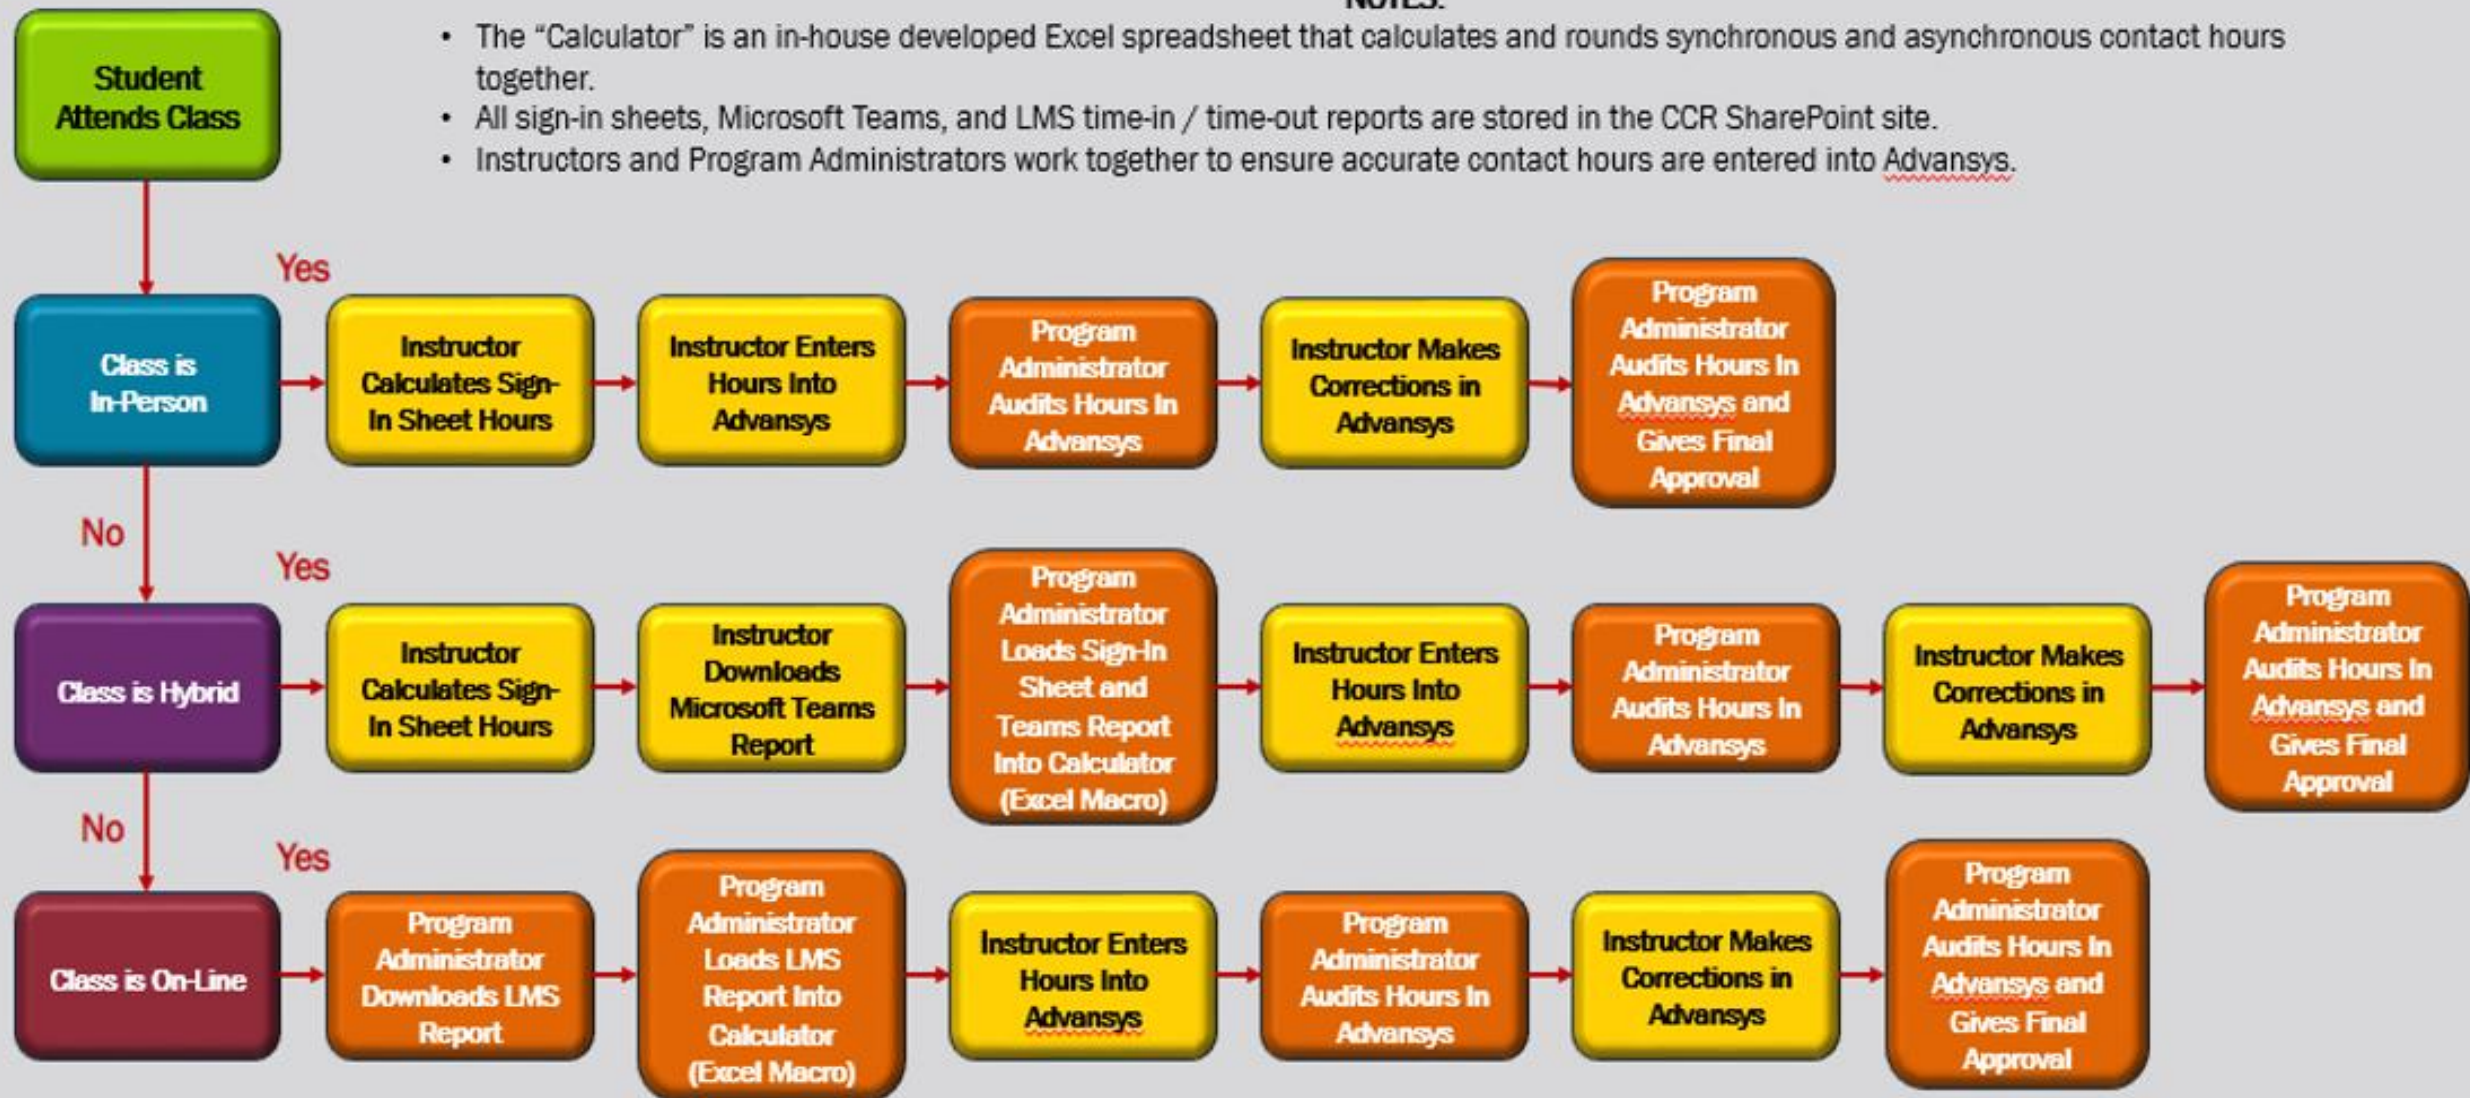 NOTES:
• The “Calculator” is an in-house developed Excel spreadsheet that calculates and rounds synchronous and asynchronous contact hours
together.
• All sign-in sheets, Microsoft Teams, and LMS time-in / time-out reports are stored in the CCR SharePoint site.
• Instructors and Program Administrators work together to ensure accurate contact hours are entered into Advansys.
Student
Attends Class
Yes
Class is
In-Person
Instructor
Calculates Sign-
In Sheet Hours
Instructor Enters
Hours Into
Advansys
Program
Administrator
Audits Hours In
Advansys
Instructor Makes
Corrections in
Advansys
Program
Administrator
Audits Hours In
Advansys and
Gives Final
Approval
No
Yes
Class is Hybrid
Instructor
Calculates Sign-
In Sheet Hours
Instructor
Downloads
Microsoft Teams
Report
Program
Administrator
Loads Sign-In
Sheet and
Teams Report
Into Calculator
(Excel Macro)
Instructor Enters
Hours Into
Advansys
Program
Administrator
Audits Hours In
Advansys
Instructor Makes
Corrections in
Advansys
Program
Administrator
Audits Hours In
Advansys and
Gives Final
Approval
No
Yes
Class is On-Line
Program
Administrator
Downloads LMS
Report
Program
Administrator
Loads LMS
Report Into
Calculator
(Excel Macro)
Instructor Enters
Hours Into
Advansys
Program
Administrator
Audits Hours In
Advansys
Instructor Makes
Corrections in
Advansys
Program
Administrator
Audits Hours In
Advansys and
Gives Final
Approval